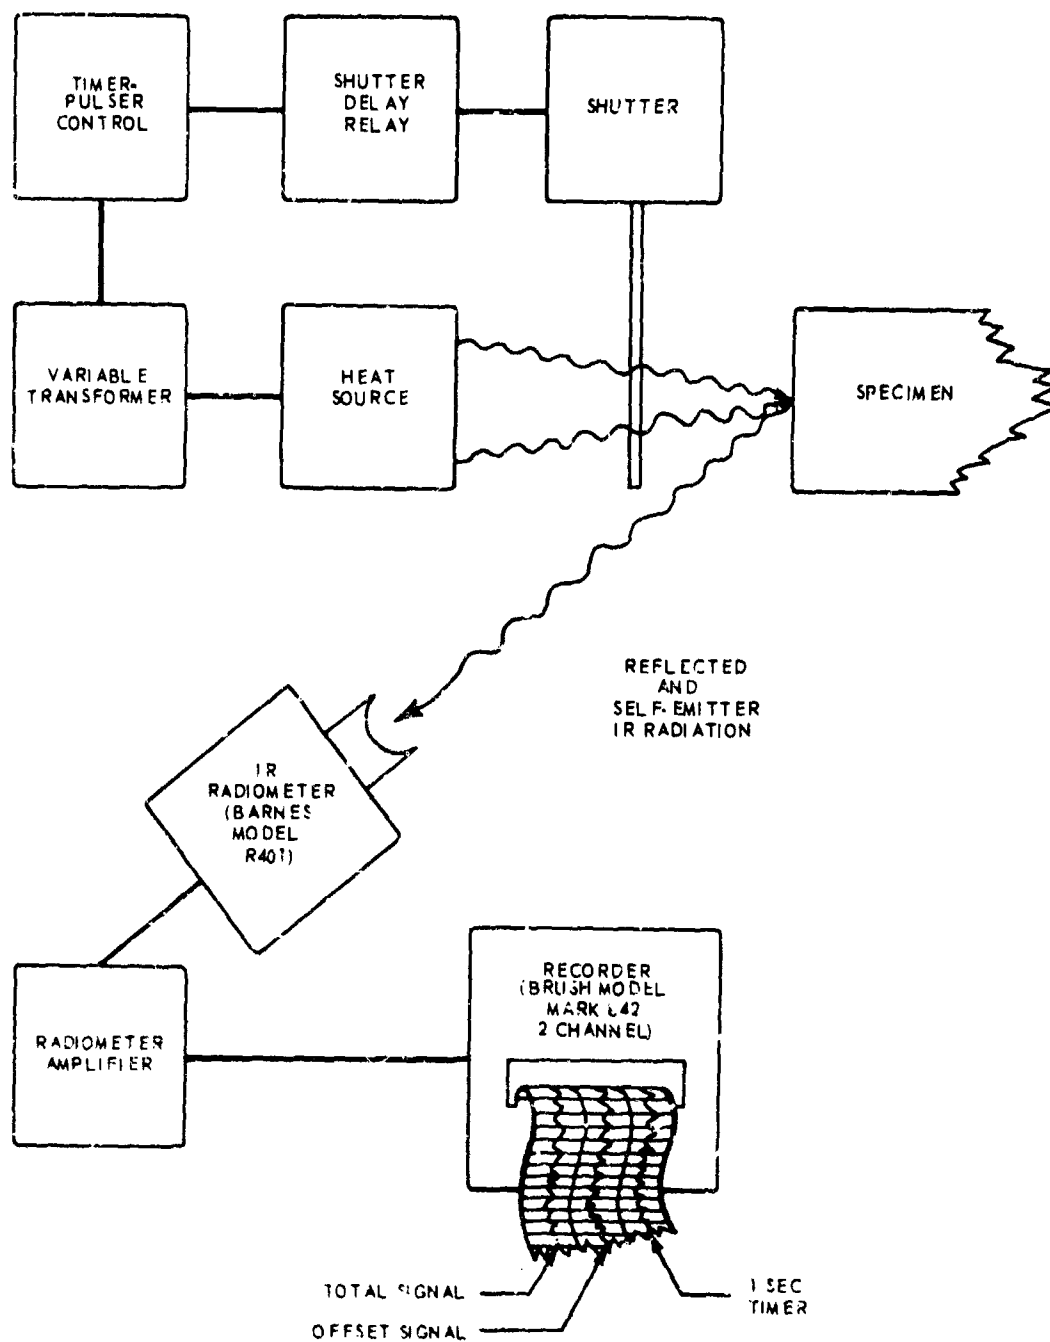 TIMER-
PULSER
CONTROL
SHUTTER
DELAY
RELAY
SHUTTER
VARIABLE
TRANSFORMER
HEAT
SOURCE
SPECIMEN
REFLECTED
AND
SELF-EMITTER
IR RADIATION
IR
RADIOMETER
(BARNES
MODEL
RADIOMETER
AMPLIFIER
RECORDER
(BRUSH MODEL
MARK
2 CHANNEL)
TOTAL SIGNAL
OFFSET SIGNAL
1 SEC
TIMER